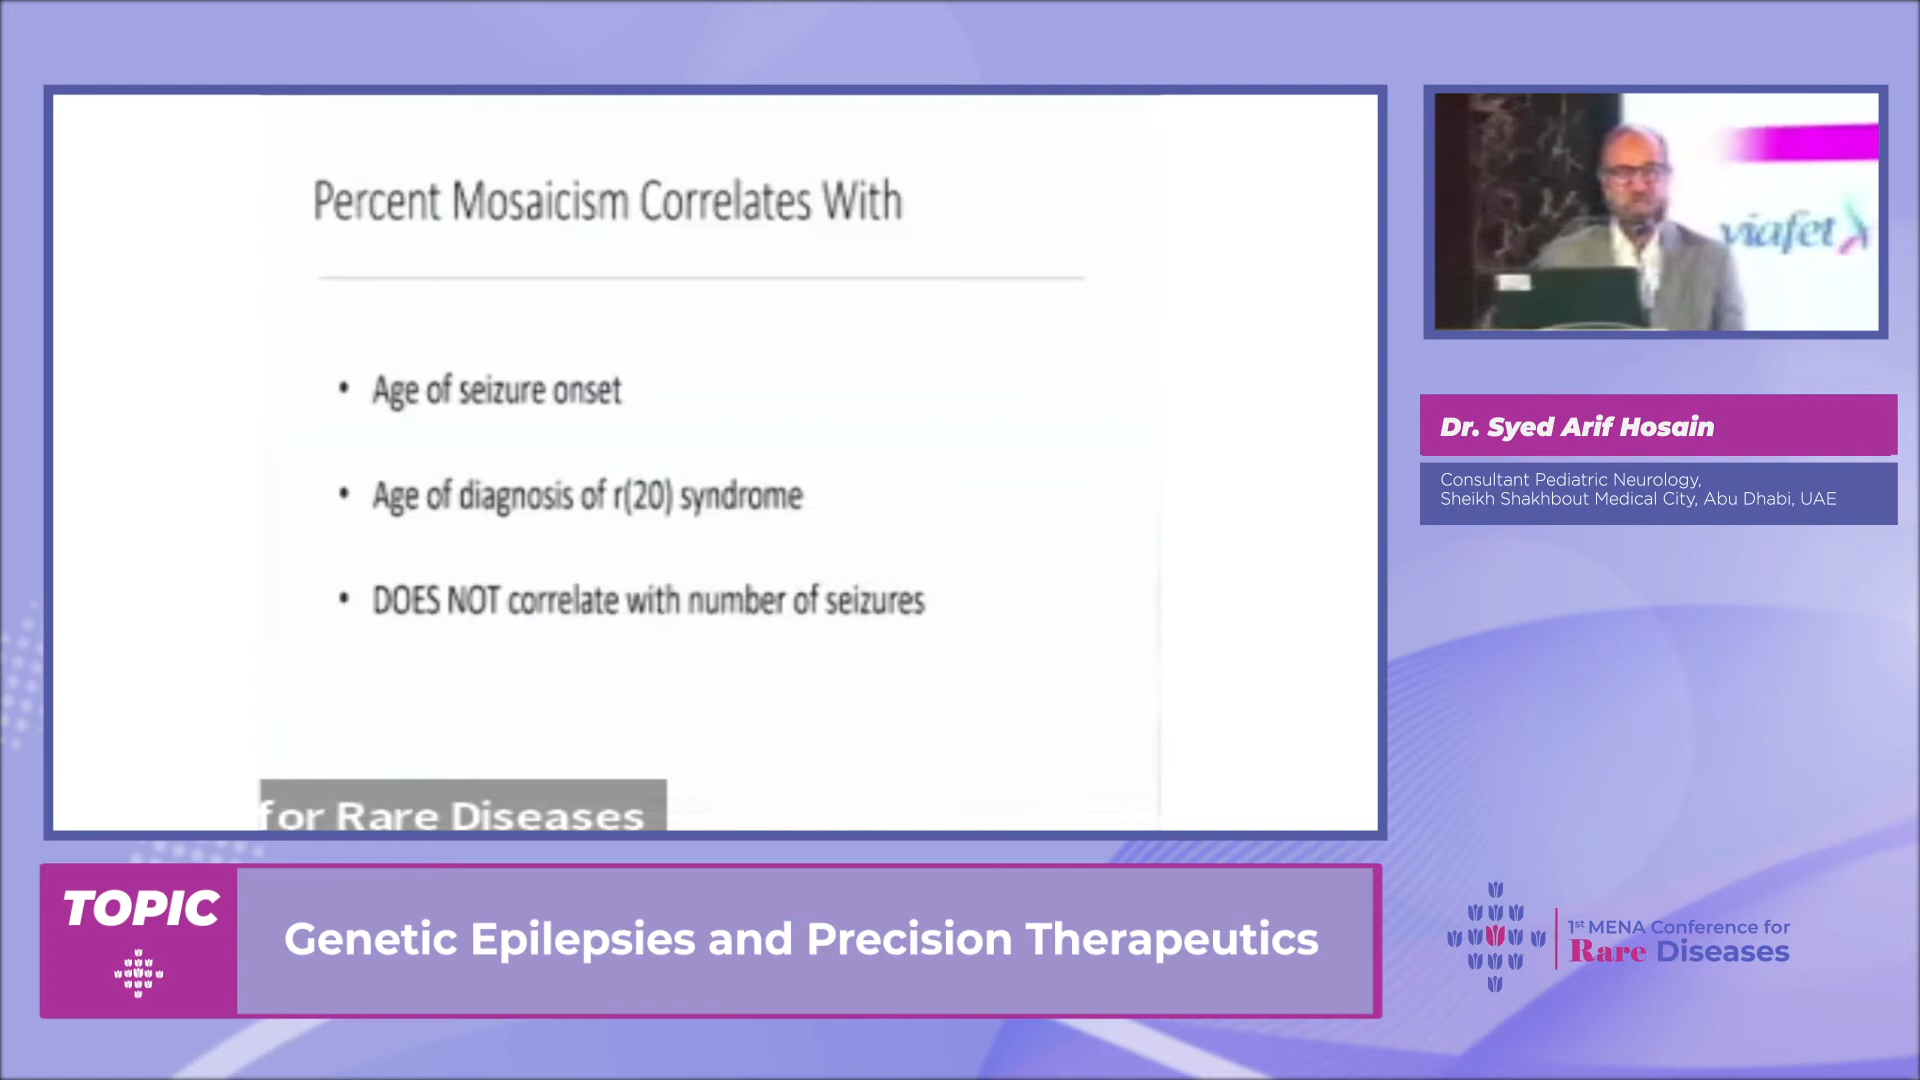 Percent Mosaicism Correlates With
• Age of seizure onset
• Age of diagnosis of r(20) syndrome
• DOES NOT correlate with number of seizures
for Rare Diseases
viafet
Dr. Syed Arif Hosain
Consultant Pediatric Neurology,
Sheikh Shakhbout Medical City, Abu Dhabi, UAE
TOPIC
Genetic Epilepsies and Precision Therapeutics
1st MENA Conference for
Rare Diseases